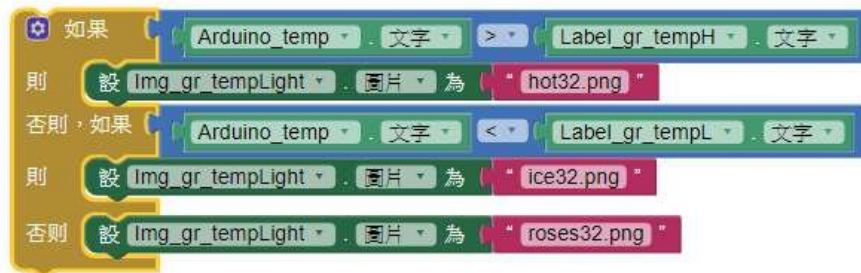 如果 Arduino_temp . 文字 > Label_gr_tempH . 文字
則 設 Img_gr_tempLight . 圖片 為 " hot32.png "
否則，如果 Arduino_temp . 文字 < Label_gr_tempL . 文字
則 設 Img_gr_tempLight . 圖片 為 " ice32.png "
否则 設 Img_gr_tempLight . 圖片 為 " roses32.png "